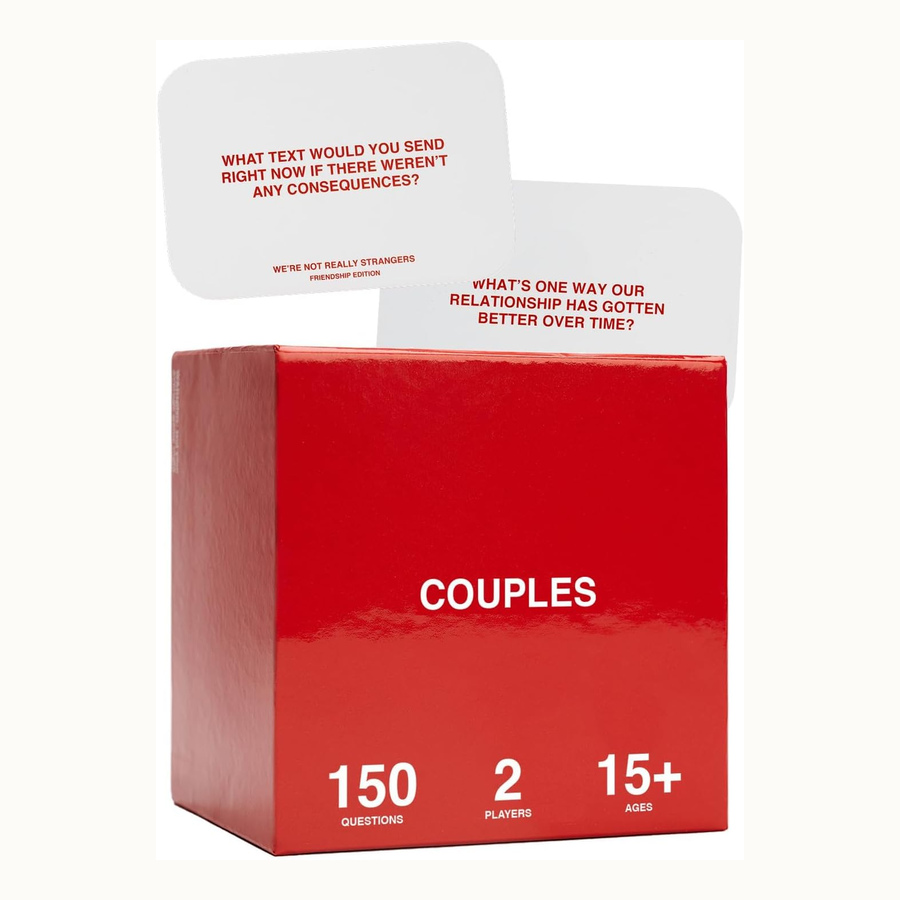 WHAT TEXT WOULD YOU SEND
RIGHT NOW IF THERE WEREN'T
ANY CONSEQUENCES?
WE'RE NOT REALLY STRANGERS
FRIENDSHIP EDITION
WHAT'S ONE WAY OUR
RELATIONSHIP HAS GOTTEN
BETTER OVER TIME?
COUPLES
150
QUESTIONS
2
PLAYERS
15+
AGES